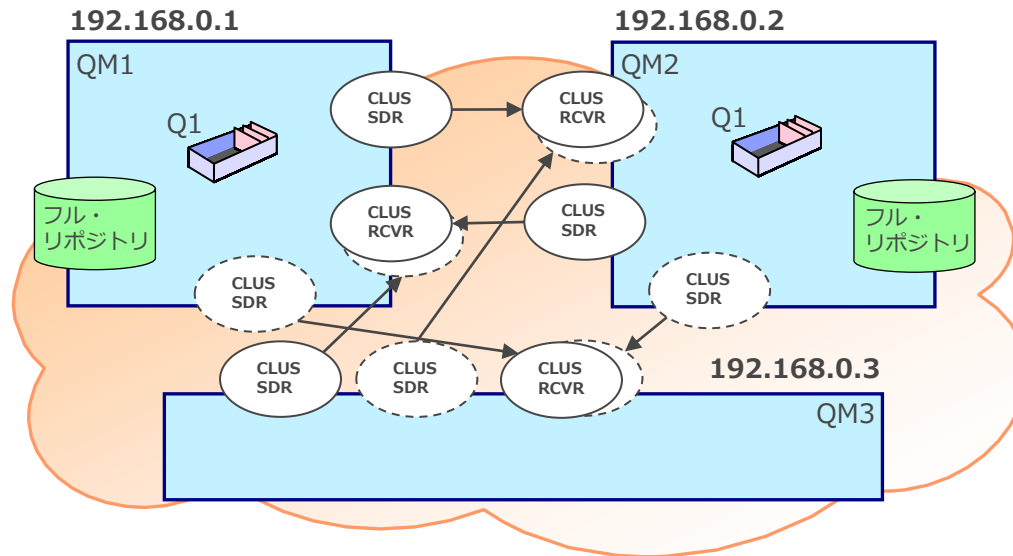 192.168.0.1
192.168.0.2
QM1
QM2
CLUS
SDR
CLUS
RCVR
Q1
Q1
フル・
リポジトリ
CLUS
RCVR
CLUS
SDR
フル・
リポジトリ
CLUS
SDR
CLUS
SDR
CLUS
SDR
CLUS
SDR
CLUS
RCVR
192.168.0.3
QM3